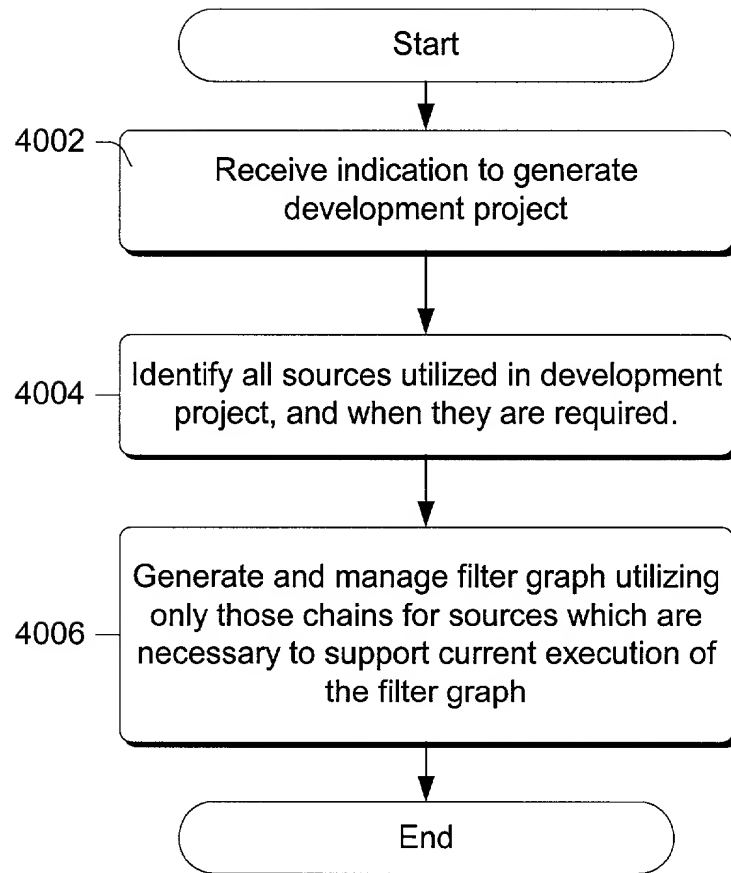 Start
4002
Receive indication to generate
development project
4004
Identify all sources utilized in development
project, and when they are required.
4006
Generate and manage filter graph utilizing
only those chains for sources which are
necessary to support current execution of
the filter graph
End